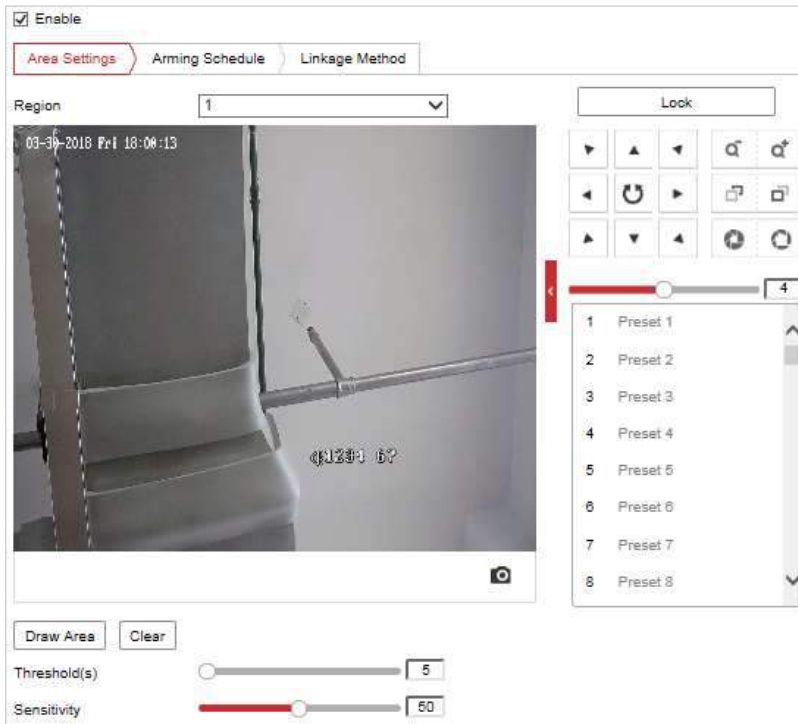 Enable
Area Settings
Arming Schedule
Linkage Method
Region
1
Lock
03-30-2018 Fri 18:00:13
4
1 Preset 1
2 Preset 2
3 Preset 3
4 Preset 4
5 Preset 5
6 Preset 6
7 Preset 7
8 Preset 8
Draw Area
Clear
Threshold(s)
5
Sensitivity
50